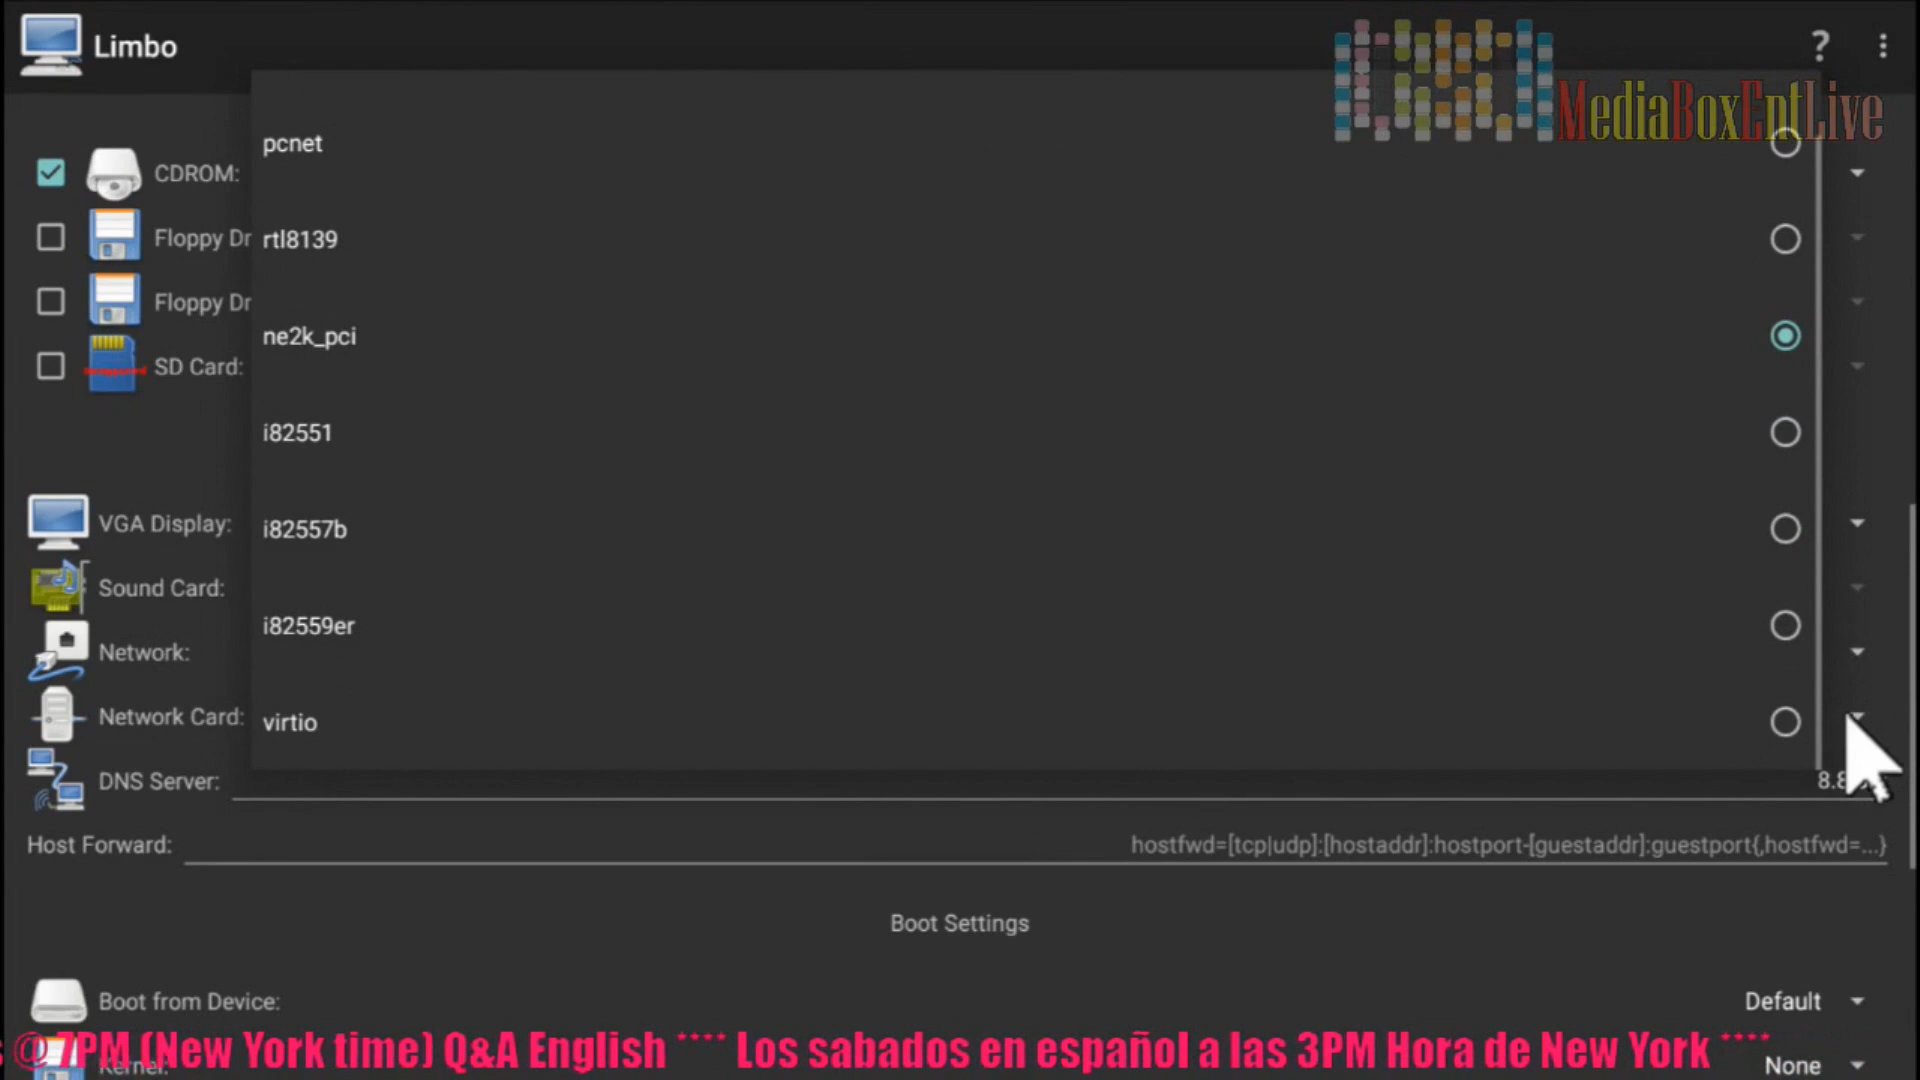 Limbo
?
MediaBoxEntLive
pcnet
CDROM:
Floppy Dr
rtl8139
Floppy Dr
ne2k_pci
SD Card:
i82551
VGA Display:
i82557b
Sound Card:
i82559er
Network:
Network Card:
virtio
DNS Server:
8.8
Host Forward:
hostfwd=[tcp|udp]:[hostaddr]:hostport-[guestaddr]:guestport{,hostfwd=...}
Boot Settings
Boot from Device:
Default
@ 7PM (New York time) Q&A English **** Los sabados en español a las 3PM Hora de New York ****
Kernel:
None